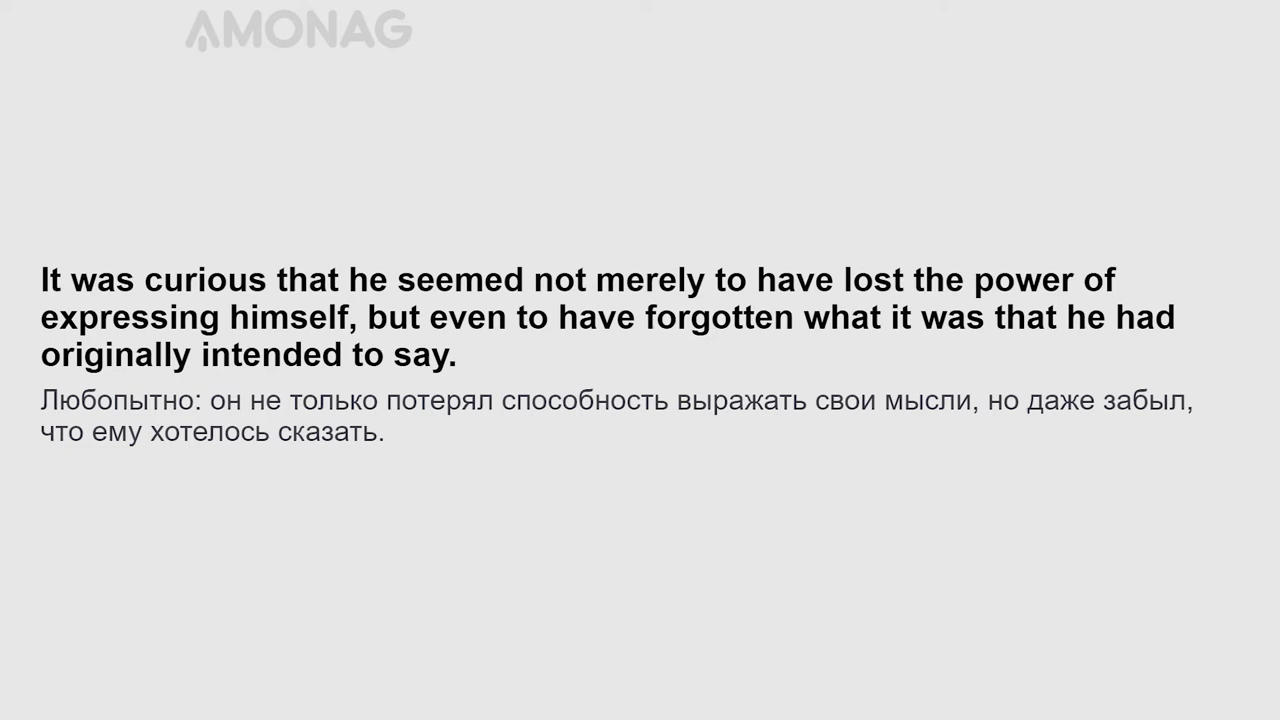 AMONAG
It was curious that he seemed not merely to have lost the power of
expressing himself, but even to have forgotten what it was that he had
originally intended to say.
Любопытно: он не только потерял способность выражать свои мысли, но даже забыл,
что ему хотелось сказать.